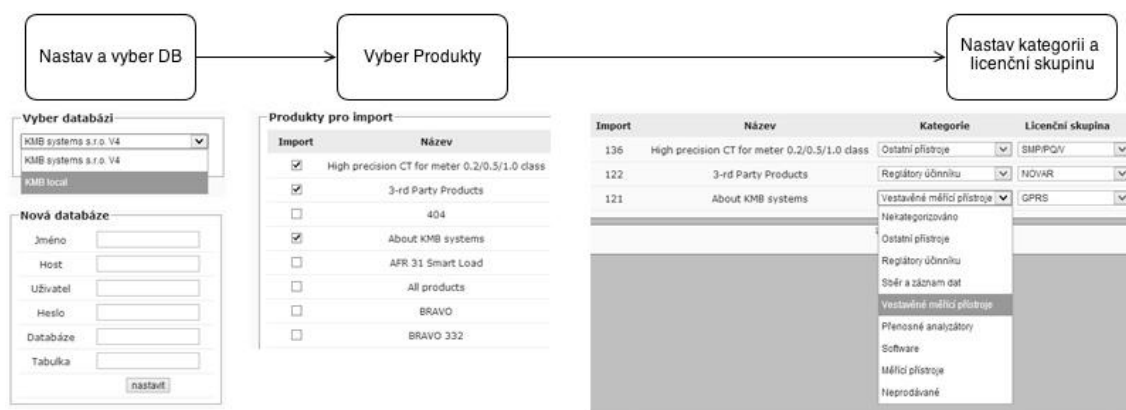 Nastav a vyber DB
Vyber Produkty
Nastav kategorii a
licenční skupinu
Vyber databázi
KMB systems s.r.o. V4
KMB systems s.r.o. V4
KMB local
Nová databáze
Jméno
Host
Uživatel
Heslo
Databáze
Tabulka
nastavit
Produkty pro import
Import Název
High precision CT for meter 0.2/0.5/1.0 class
3-rd Party Products
404
About KMB systems
AFR 31 Smart Load
All products
BRAVO
BRAVO 332
Import Název Kategorie Licenční skupina
136 High precision CT for meter 0.2/0.5/1.0 class Ostatní přístroje SMP/PQ/V
122 3-rd Party Products Reglátory účinníku NOVAR
121 About KMB systems Vestavěné měřící přístroje GPRS
Nekategorizováno
Ostatní přístroje
Reglátory účinníku
Sběr a záznam dat
Vestavěné měřící přístroje
Přenosné analyzátory
Software
Měřící přístroje
Neprodávané